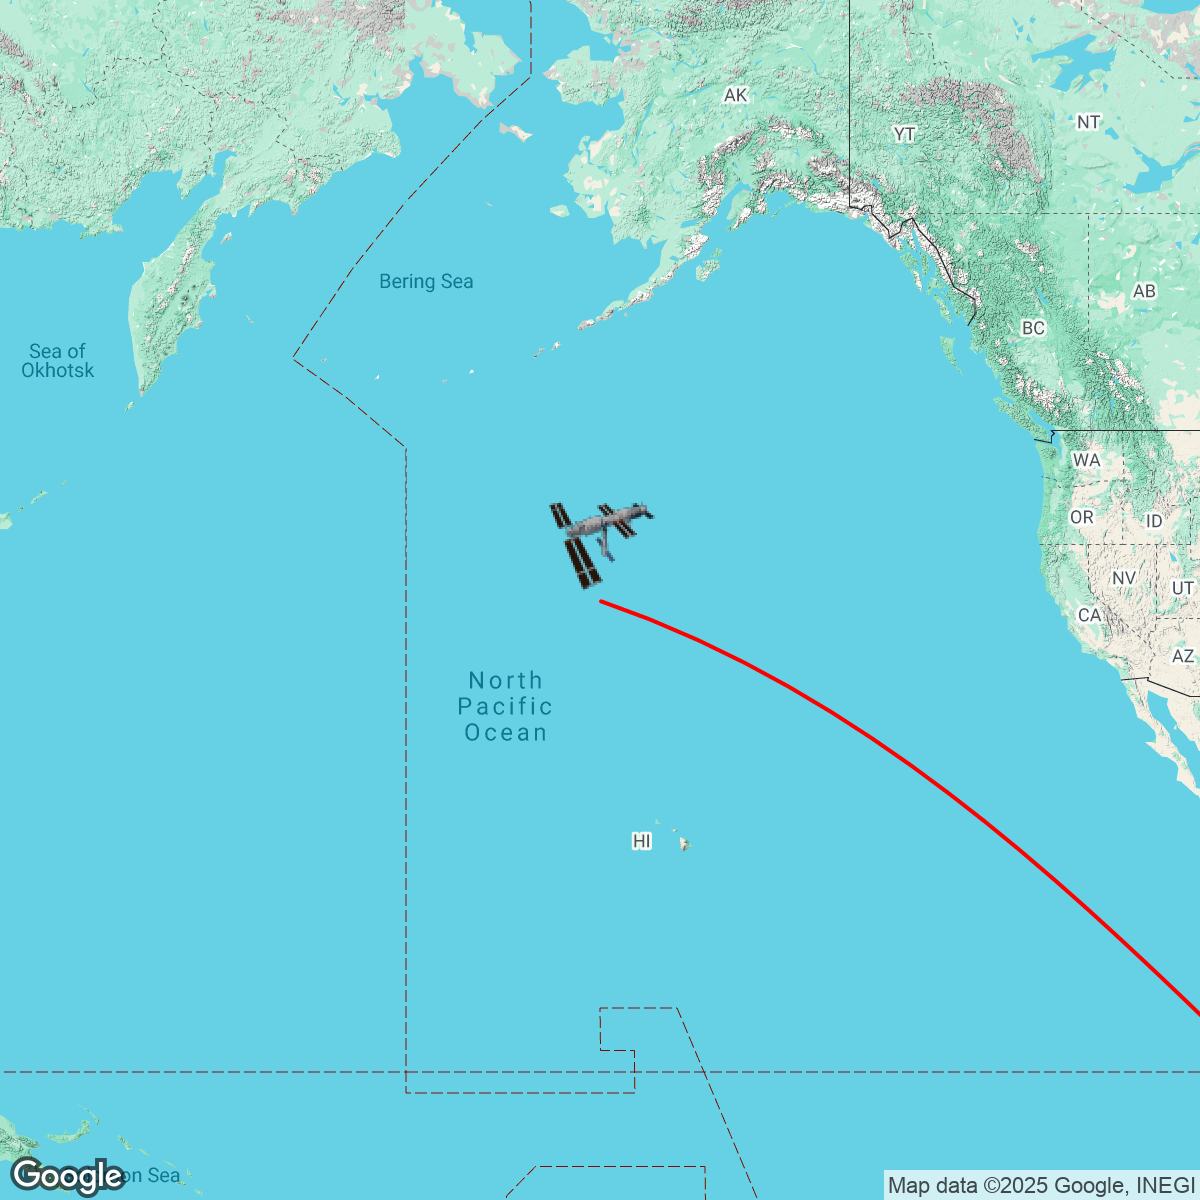 AK
NT
YT
Bering Sea
AB
BC
Sea of
Okhotsk
WA
OR
ID
NV
UT
CA
AZ
North
Pacific
Ocean
HI
Google
on Sea
Map data ©2025 Google, INEGI